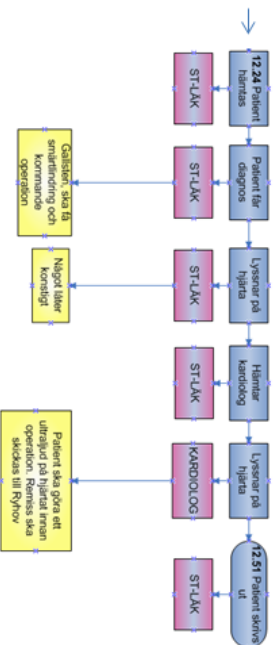 12.24 Patient
hämtas
ST-LÄK
Patient får
diagnos
ST-LÄK
Gallsten, ska få
smärtlindring och
kommande
operation
Lyssnar på
hjärta
ST-LÄK
Något låter
konstigt
Hämtar
kardiolog
ST-LÄK
Lyssnar på
hjärta
KARDIOLOG
Patient ska göra ett
ultraljud på hjärtat innan
operation. Remiss ska
skickas till Ryhov
12.51 Patient skrivs
ut
ST-LÄK